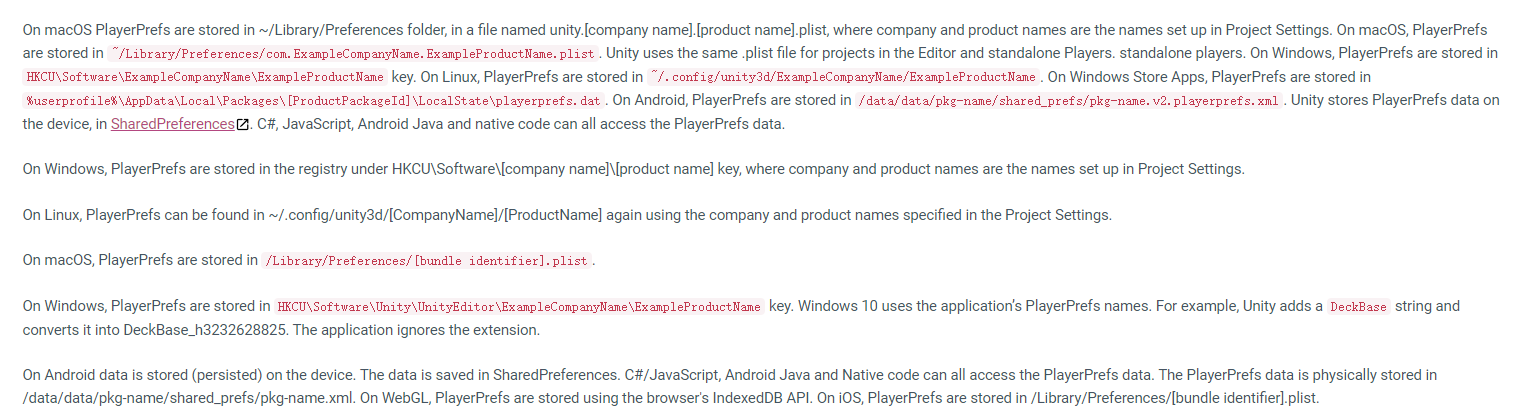 On macOS PlayerPrefs are stored in ~/Library/Preferences folder, in a file named unity.[company name].[product name].plist, where company and product names are the names set up in Project Settings. On macOS, PlayerPrefs
are stored in ~/Library/Preferences/com.ExampleCompanyName.ExampleProductName.plist . Unity uses the same .plist file for projects in the Editor and standalone Players. standalone players. On Windows, PlayerPrefs are stored in
HKCU\Software\ExampleCompanyName\ExampleProductName key. On Linux, PlayerPrefs are stored in ~/.config/unity3d/ExampleCompanyName/ExampleProductName . On Windows Store Apps, PlayerPrefs are stored in
%userprofile%\AppData\Local\Packages\[ProductPackageId]\LocalState\playerprefs.dat . On Android, PlayerPrefs are stored in /data/data/pkg-name/shared_prefs/pkg-name.v2.playerprefs.xml . Unity stores PlayerPrefs data on
the device, in SharedPreferences. C#, JavaScript, Android Java and native code can all access the PlayerPrefs data.
On Windows, PlayerPrefs are stored in the registry under HKCU\Software\[company name]\[product name] key, where company and product names are the names set up in Project Settings.
On Linux, PlayerPrefs can be found in ~/.config/unity3d/[CompanyName]/[ProductName] again using the company and product names specified in the Project Settings.
On macOS, PlayerPrefs are stored in /Library/Preferences/[bundle identifier].plist .
On Windows, PlayerPrefs are stored in HKCU\Software\Unity\UnityEditor\ExampleCompanyName\ExampleProductName key. Windows 10 uses the application’s PlayerPrefs names. For example, Unity adds a DeckBase string and
converts it into DeckBase_h3232628825. The application ignores the extension.
On Android data is stored (persisted) on the device. The data is saved in SharedPreferences. C#/JavaScript, Android Java and Native code can all access the PlayerPrefs data. The PlayerPrefs data is physically stored in
/data/data/pkg-name/shared_prefs/pkg-name.xml. On WebGL, PlayerPrefs are stored using the browser's IndexedDB API. On iOS, PlayerPrefs are stored in /Library/Preferences/[bundle identifier].plist.